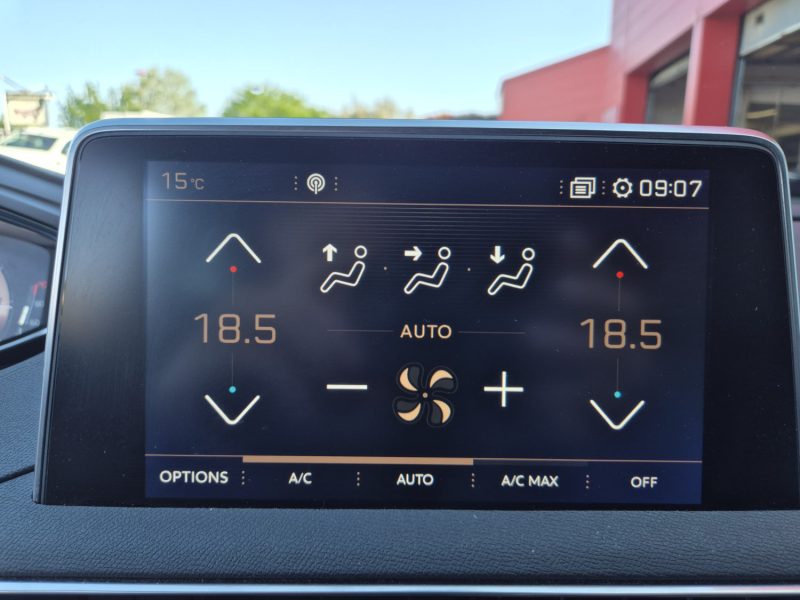 15°C 09:07
18.5 18.5
AUTO
OPTIONS A/C AUTO A/C MAX OFF